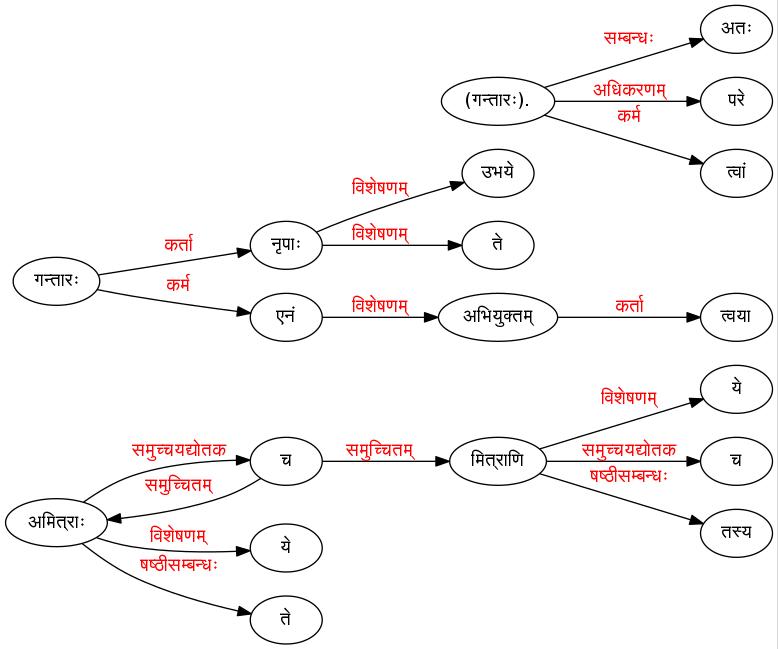 अतः
सम्बन्धः
(गन्तारः).
अधिकरणम्
परे
कर्म
त्वां
उभये
विशेषणम्
नृपाः
विशेषणम्
ते
कर्ता
गन्तारः
कर्म
एनं
विशेषणम्
अभियुक्तम्
कर्ता
त्वया
ये
विशेषणम्
समुच्चयद्योतक
च
समुच्चितम्
मित्राणि
समुच्चयद्योतक
च
समुच्चितम्
षष्ठीसम्बन्धः
अमित्राः
विशेषणम्
ये
तस्य
षष्ठीसम्बन्धः
ते